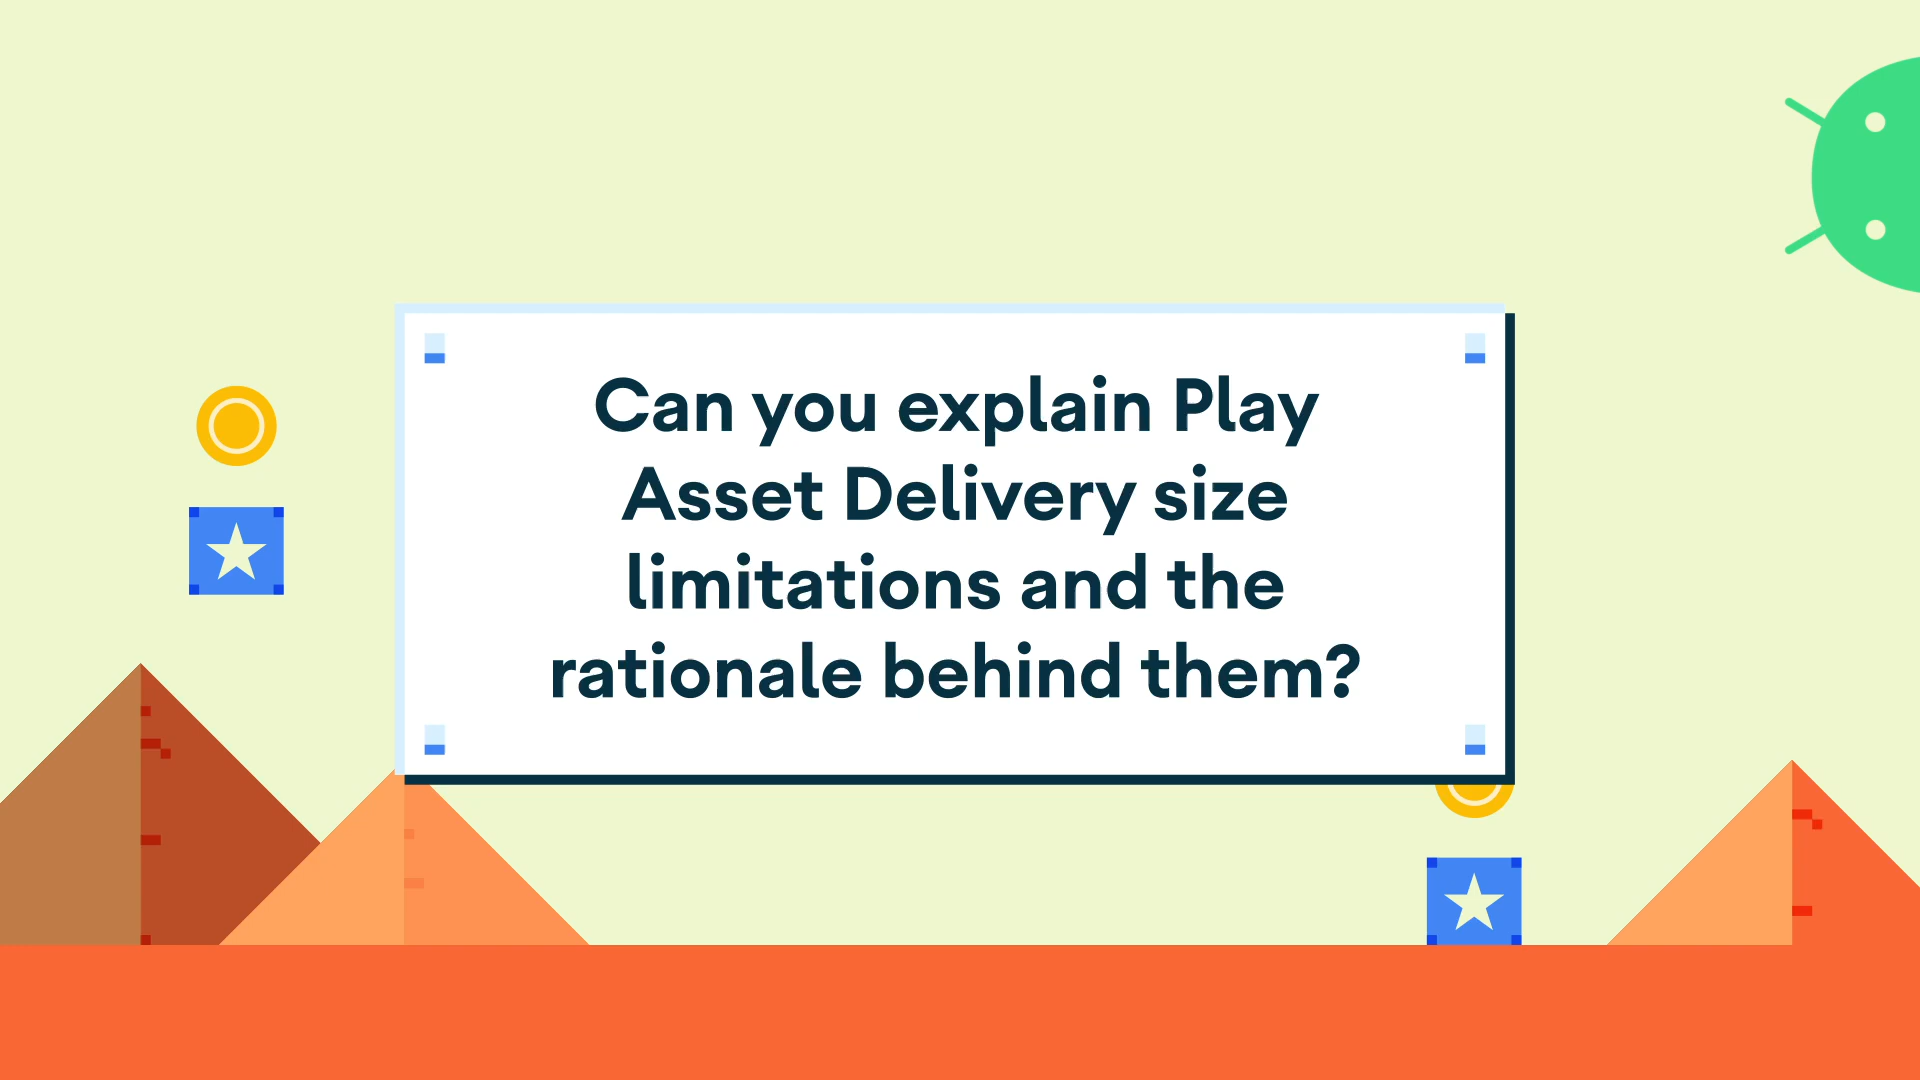 Can you explain Play
Asset Delivery size
limitations and the
rationale behind them?